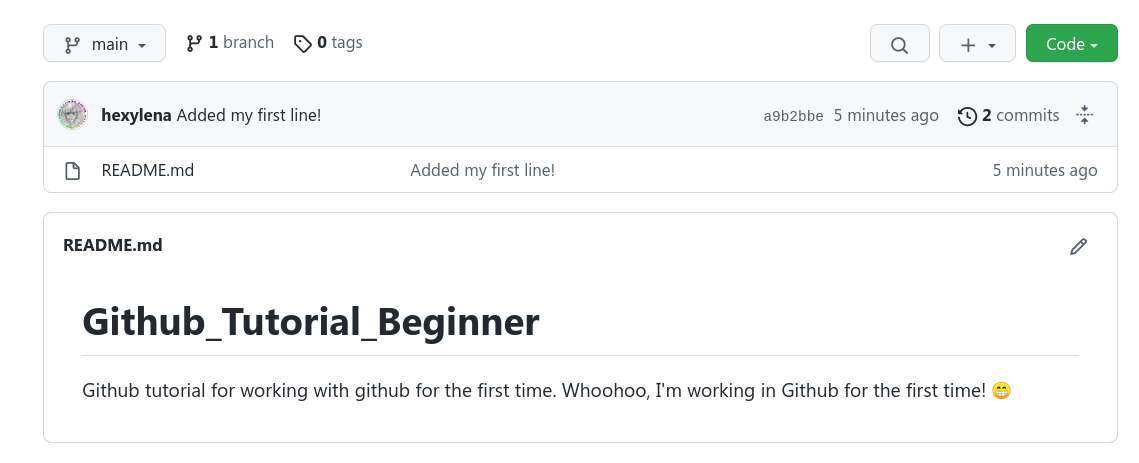 main 1 branch 0 tags Code
hexylena Added my first line! a9b2bbe 5 minutes ago 2 commits
README.md Added my first line! 5 minutes ago
README.md
Github_Tutorial_Beginner
Github tutorial for working with github for the first time. Whoohoo, I'm working in Github for the first time! 😁